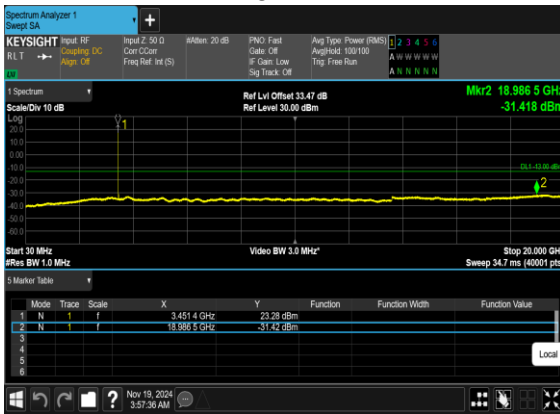 Spectrum Analyzer 1
Swept SA
+
KEYSIGHT Input: RF Input Z: 50 Ω #Atten: 20 dB PNO: Fast Avg Type: Power (RMS) 1 2 3 4 5 6
RLT Coupling: DC Corr CCorr Gate: Off Avg|Hold: 100/100 A W W W W W
Align: Off Freq Ref: Int (S) IF Gain: Low Trig: Free Run
Sig Track: Off A N N N N N
1 Spectrum Ref Lvl Offset 33.47 dB Mkr2 18.986 5 GHz
Scale/Div 10 dB Ref Level 30.00 dBm -31.418 dBm
Log
20.0
10.0
0.00
-10.0
-20.0
-30.0
-40.0
-50.0
-60.0
1
DL1 -13.00 dBm
2
Start 30 MHz Video BW 3.0 MHz* Stop 20.000 GH
#Res BW 1.0 MHz Sweep 34.7 ms (40001 pts
5 Marker Table
Mode Trace Scale X Y Function Function Width Function Value
1 N 1 f 3.451 4 GHz 23.28 dBm
2 N 1 f 18.986 5 GHz -31.42 dBm
3
4
5
6
Local
? Nov 19, 2024
3:57:36 AM